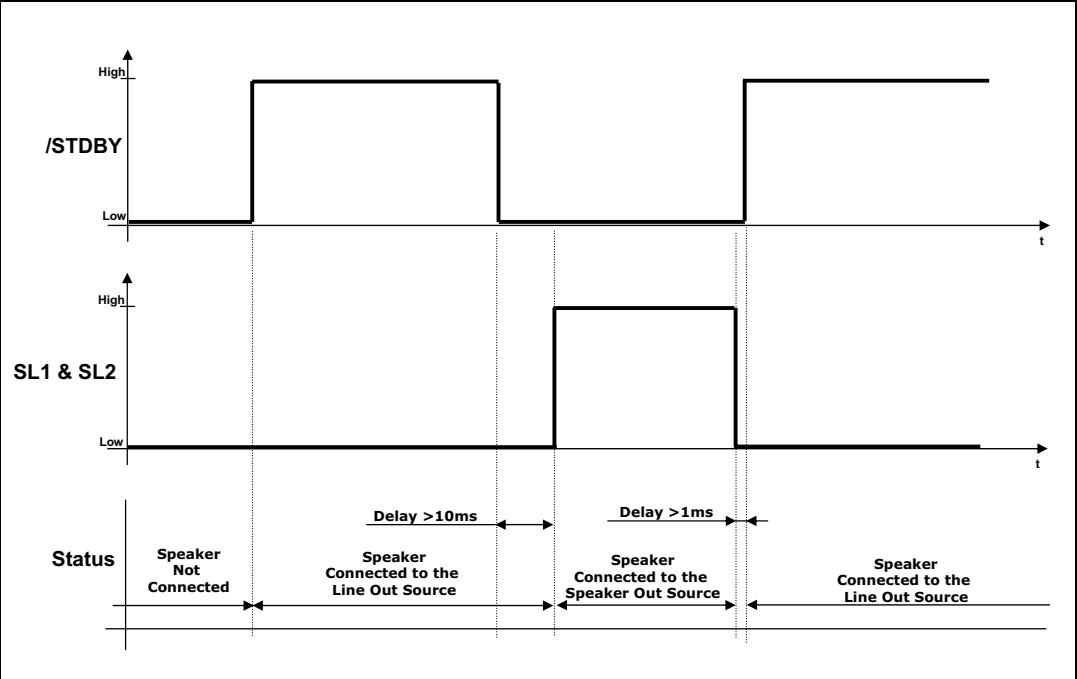 High
/STDBY
Low
t
High
SL1 & SL2
Low
t
Delay >10ms
Delay >1ms
Status
Speaker
Not
Connected
Speaker
Connected to the
Line Out Source
Speaker
Connected to the
Speaker Out Source
Speaker
Connected to the
Line Out Source